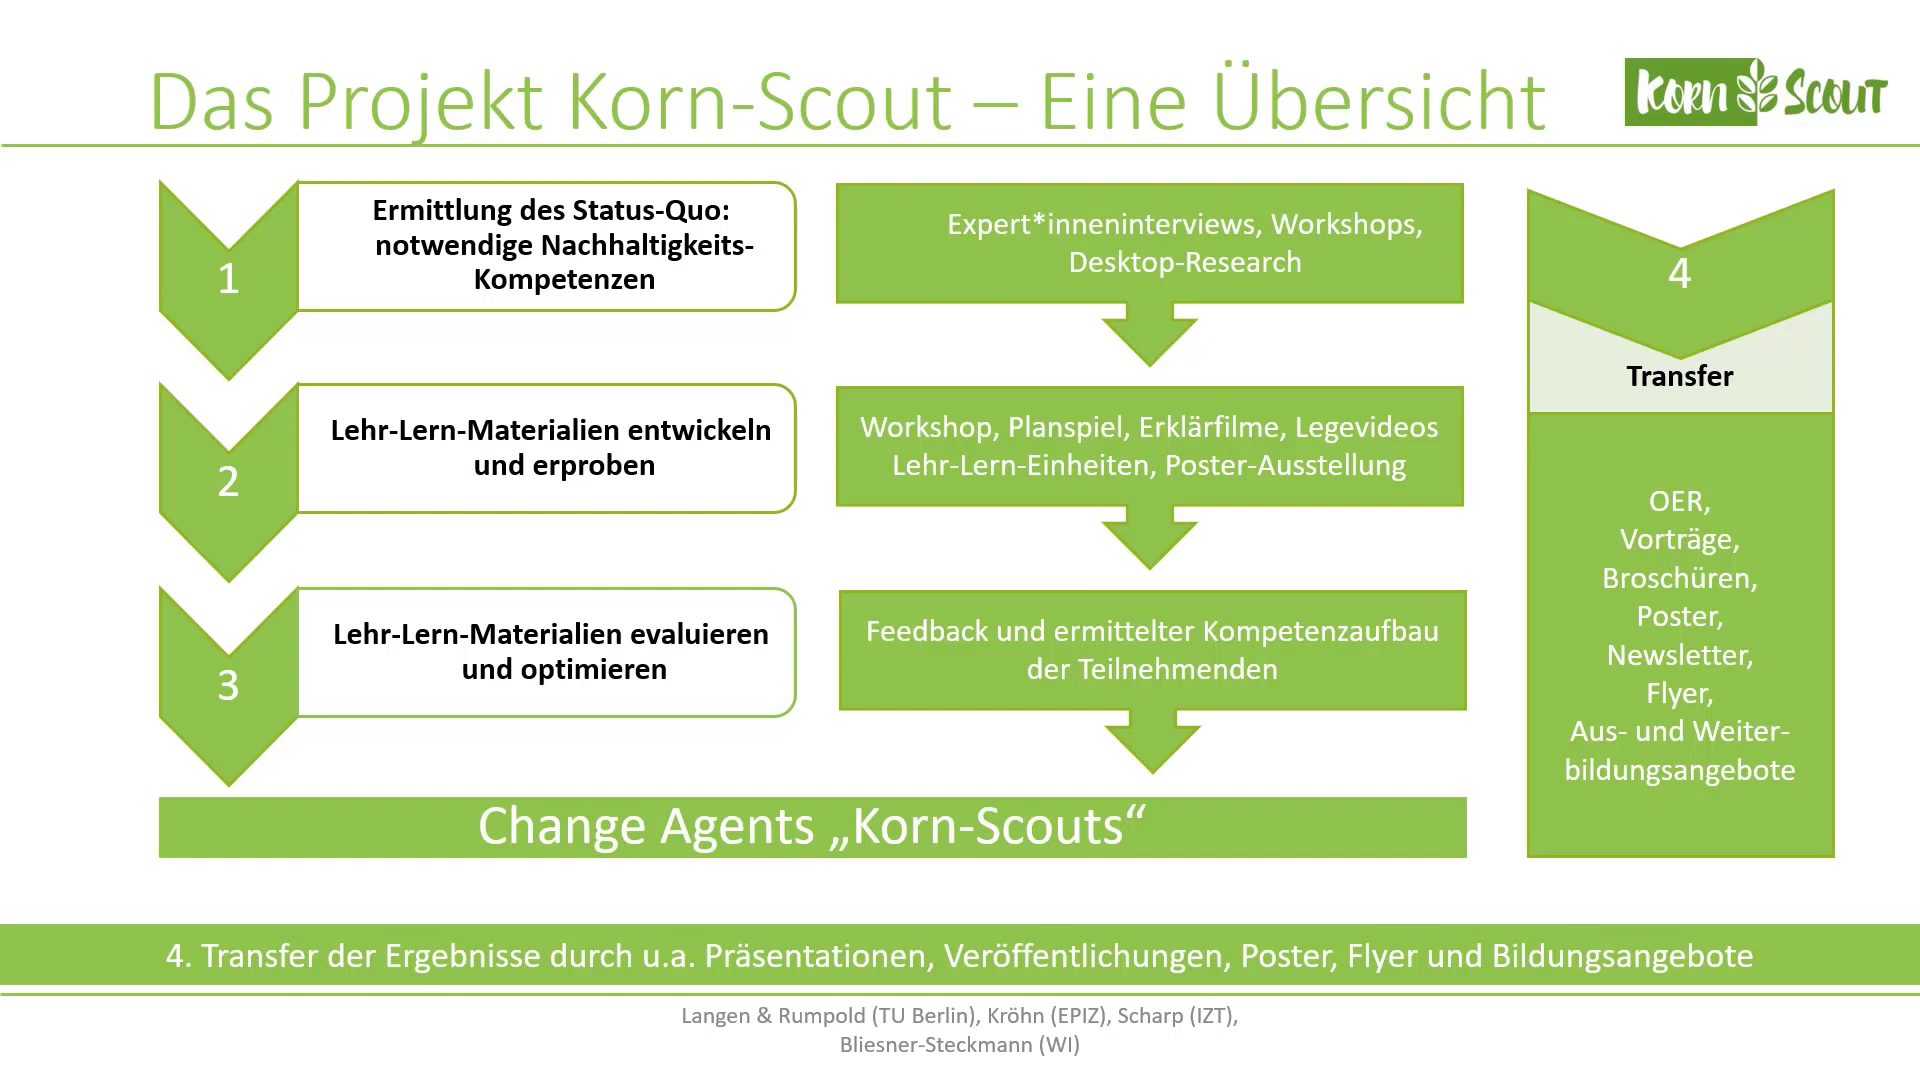 Das Projekt Korn-Scout – Eine Übersicht
Korn Scout
1
Ermittlung des Status-Quo:
notwendige Nachhaltigkeits-
Kompetenzen
Expert*inneninterviews, Workshops,
Desktop-Research
2
Lehr-Lern-Materialien entwickeln
und erproben
Workshop, Planspiel, Erklärfilme, Legevideos
Lehr-Lern-Einheiten, Poster-Ausstellung
3
Lehr-Lern-Materialien evaluieren
und optimieren
Feedback und ermittelter Kompetenzaufbau
der Teilnehmenden
Change Agents „Korn-Scouts“
4
Transfer
OER,
Vorträge,
Broschüren,
Poster,
Newsletter,
Flyer,
Aus- und Weiter-
bildungsangebote
4. Transfer der Ergebnisse durch u.a. Präsentationen, Veröffentlichungen, Poster, Flyer und Bildungsangebote
Langen & Rumpold (TU Berlin), Kröhn (EPIZ), Scharp (IZT),
Bliesner-Steckmann (WI)